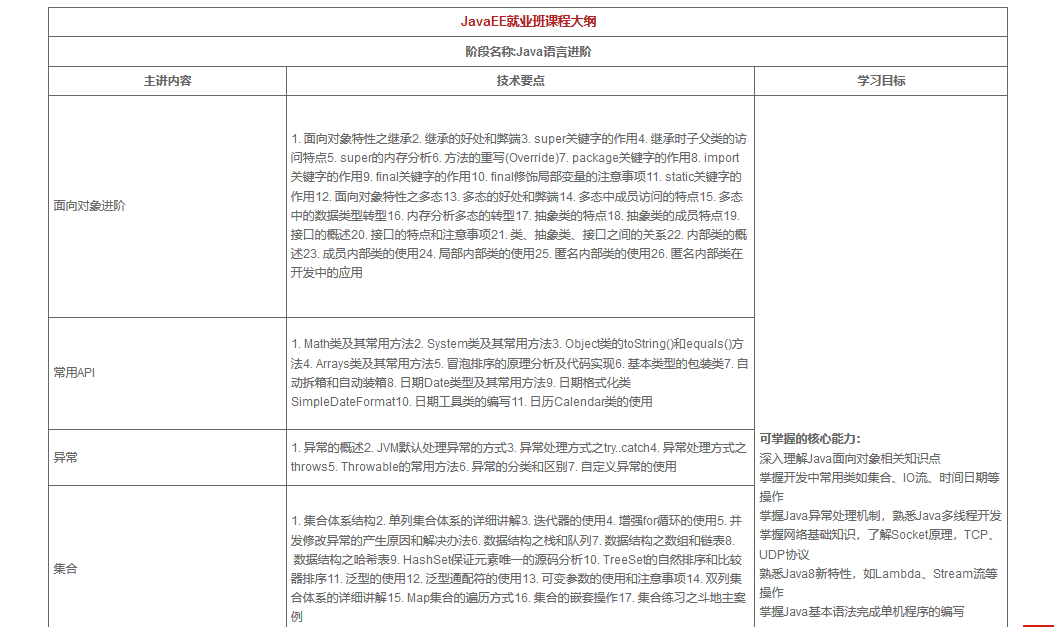 JavaEE就业班课程大纲
阶段名称:Java语言进阶
主讲内容
技术要点
学习目标
面向对象进阶
1. 面向对象特性之继承2. 继承的好处和弊端3. super关键字的作用4. 继承时子父类的访
问特点5. super的内存分析6. 方法的重写(Override)7. package关键字的作用8. import
关键字的作用9. final关键字的作用10. final修饰局部变量的注意事项11. static关键字的
作用12. 面向对象特性之多态13. 多态的好处和弊端14. 多态中成员访问的特点15. 多态
中的数据类型转型16. 内存分析多态的转型17. 抽象类的特点18. 抽象类的成员特点19.
接口的概述20. 接口的特点和注意事项21. 类、抽象类、接口之间的关系22. 内部类的概
述23. 成员内部类的使用24. 局部内部类的使用25. 匿名内部类的使用26. 匿名内部类在
开发中的应用
常用API
1. Math类及其常用方法2. System类及其常用方法3. Object类的toString()和equals()方
法4. Arrays类及其常用方法5. 冒泡排序的原理分析及代码实现6. 基本类型的包装类7. 自
动拆箱和自动装箱8. 日期Date类型及其常用方法9. 日期格式化类
SimpleDateFormat10. 日期工具类的编写11. 日历Calendar类的使用
异常
1. 异常的概述2. JVM默认处理异常的方式3. 异常处理方式之try..catch4. 异常处理方式之
throws5. Throwable的常用方法6. 异常的分类和区别7. 自定义异常的使用
集合
1. 集合体系结构2. 单列集合体系的详细讲解3. 迭代器的使用4. 增强for循环的使用5. 并
发修改异常的产生原因和解决办法6. 数据结构之栈和队列7. 数据结构之数组和链表8.
数据结构之哈希表9. HashSet保证元素唯一的源码分析10. TreeSet的自然排序和比较
器排序11. 泛型的使用12. 泛型通配符的使用13. 可变参数的使用和注意事项14. 双列集
合体系的详细讲解15. Map集合的遍历方式16. 集合的嵌套操作17. 集合练习之斗地主案
例
可掌握的核心能力：
深入理解Java面向对象相关知识点
掌握开发中常用类如集合、IO流、时间日期等
操作
掌握Java异常处理机制，熟悉Java多线程开发
掌握网络基础知识，了解Socket原理，TCP、
UDP协议
熟悉Java8新特性，如Lambda、Stream流等
操作
掌握Java基本语法完成单机程序的编写